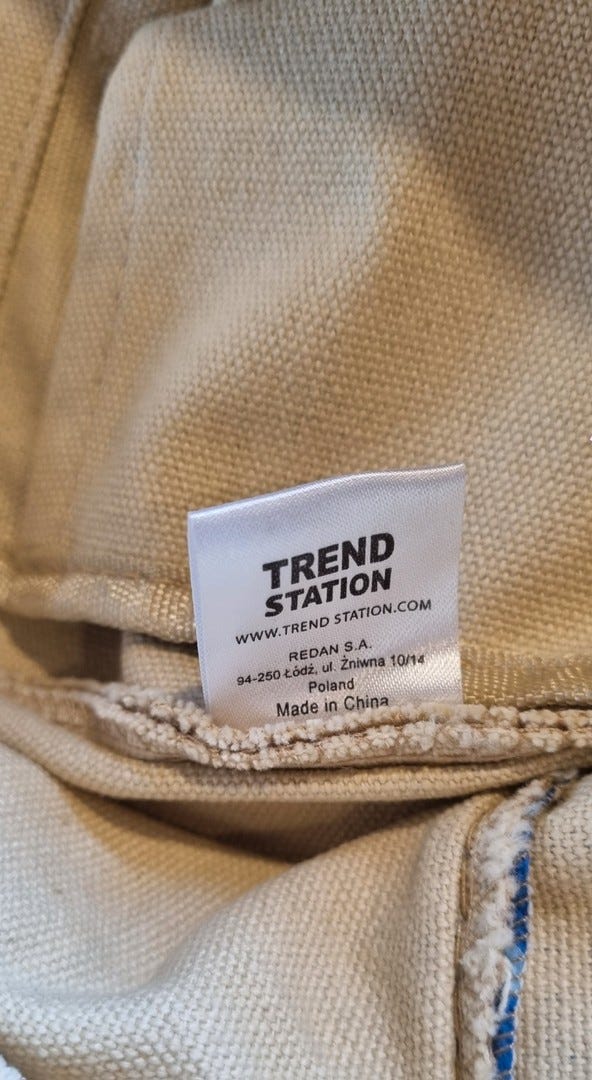 TREND
STATION
WWW.TREND STATION.COM
REDAN S.A.
94-250 Łódź, ul. Żniwna 10/14
Poland
Made in China